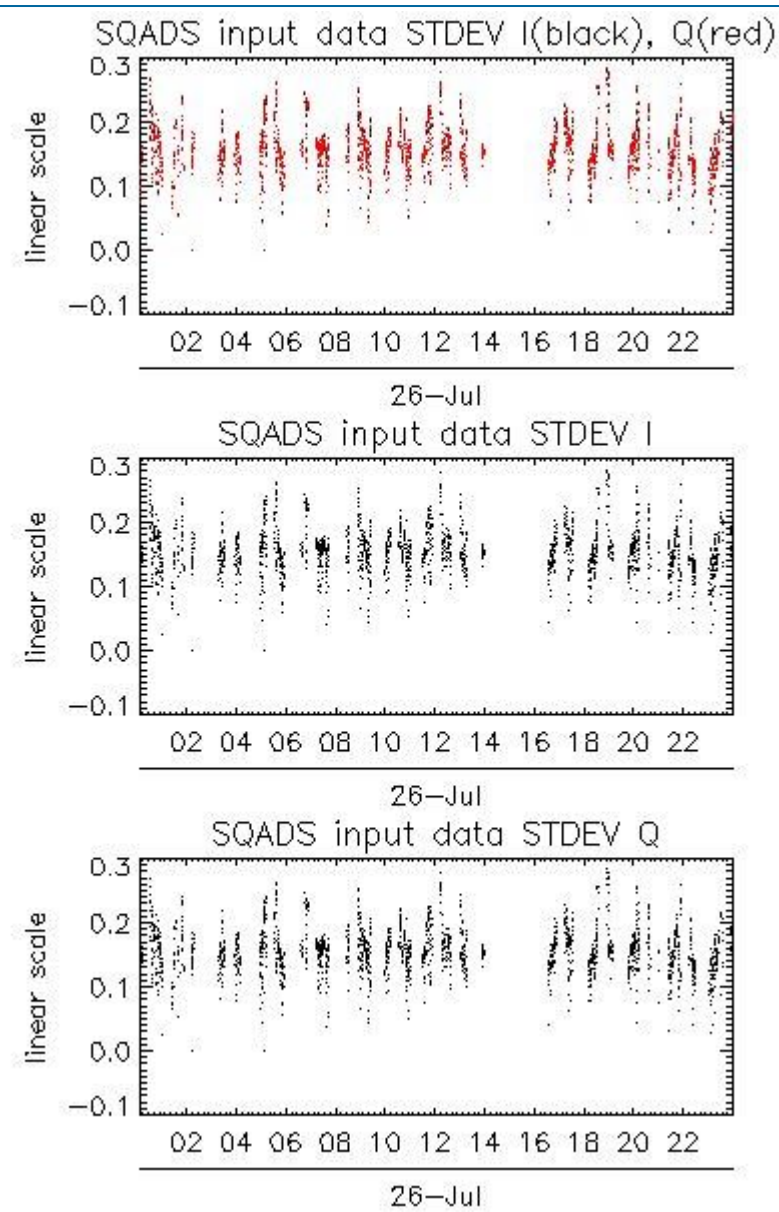 SQADS input data STDEV I(black), Q(red)
0.3
0.2
0.1
0.0
−0.1
linear scale
02 04 06 08 10 12 14 16 18 20 22
26−Jul
SQADS input data STDEV I
0.3
0.2
0.1
0.0
−0.1
linear scale
02 04 06 08 10 12 14 16 18 20 22
26−Jul
SQADS input data STDEV Q
0.3
0.2
0.1
0.0
−0.1
linear scale
02 04 06 08 10 12 14 16 18 20 22
26−Jul